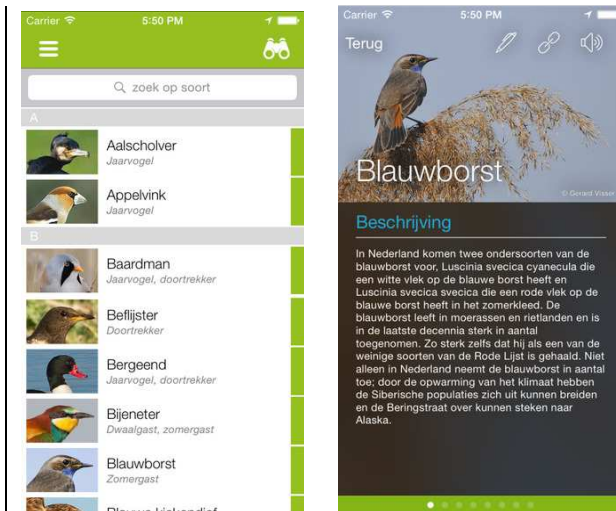 Carrier 5:50 PM
zoek op soort
A
Aalscholver
Jaarvogel
Appelvink
Jaarvogel
B
Baardman
Jaarvogel, doortrekker
Beflijster
Doortrekker
Bergeend
Jaarvogel, doortrekker
Bijeneter
Dwaalgast, zomergast
Blauwborst
Zomergast
Carrier 5:50 PM
Terug
Blauwborst
© Gerard Visser
Beschrijving
In Nederland komen twee ondersoorten van de
blauwborst voor, Luscinia svecica cyanecula die
een witte vlek op de blauwe borst heeft en
Luscinia svecica svecica die een rode vlek op de
blauwe borst heeft in het zomerkleed. De
blauwborst leeft in moerassen en rietlanden en is
in de laatste decennia sterk in aantal
toegenomen. Zo sterk zelfs dat hij als een van de
weinige soorten van de Rode Lijst is gehaald. Niet
alleen in Nederland neemt de blauwborst in aantal
toe; door de opwarming van het klimaat hebben
de Siberische populaties zich uit kunnen breiden
en de Beringstraat over kunnen steken naar
Alaska.